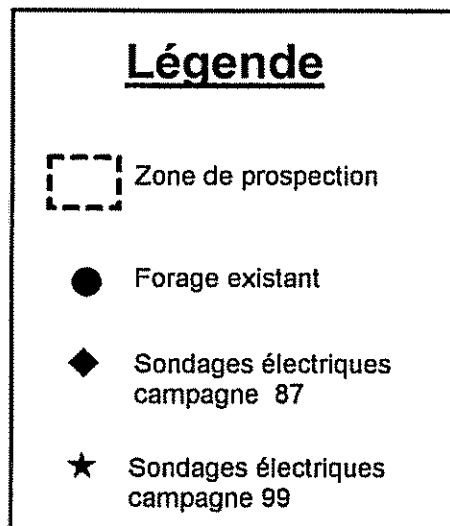 Légende
Zone de prospection
Forage existant
Sondages électriques
campagne 87
Sondages électriques
campagne 99